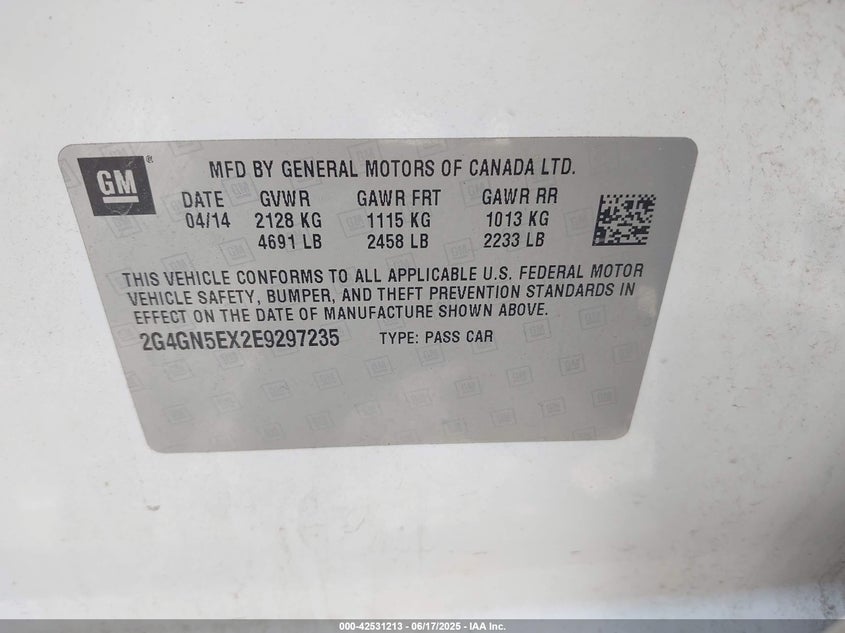 GM®
MFD BY GENERAL MOTORS OF CANADA LTD.
DATE GVWR GAWR FRT GAWR RR
04/14 2128 KG 1115 KG 1013 KG
4691 LB 2458 LB 2233 LB
THIS VEHICLE CONFORMS TO ALL APPLICABLE U.S. FEDERAL MOTOR
VEHICLE SAFETY, BUMPER, AND THEFT PREVENTION STANDARDS IN
EFFECT ON THE DATE OF MANUFACTURE SHOWN ABOVE.
2G4GN5EX2E9297235 TYPE: PASS CAR
000-42531213 - 06/17/2025 - IAA Inc.